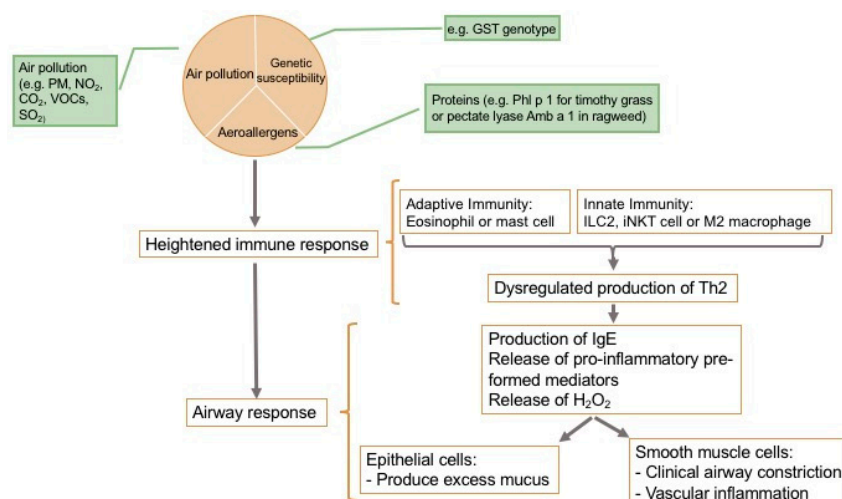 e.g. GST genotype
Air pollution
Genetic
susceptibility
Aeroallergens
Air pollution
(e.g. PM, NO₂,
CO₂, VOCs,
SO₂)
Proteins (e.g. Phl p 1 for timothy grass
or pectate lyase Amb a 1 in ragweed)
Heightened immune response
Adaptive Immunity:
Eosinophil or mast cell
Innate Immunity:
ILC2, iNKT cell or M2 macrophage
Dysregulated production of Th2
Airway response
Production of IgE
Release of pro-inflammatory pre-
formed mediators
Release of H₂O₂
Epithelial cells:
- Produce excess mucus
Smooth muscle cells:
- Clinical airway constriction
- Vascular inflammation